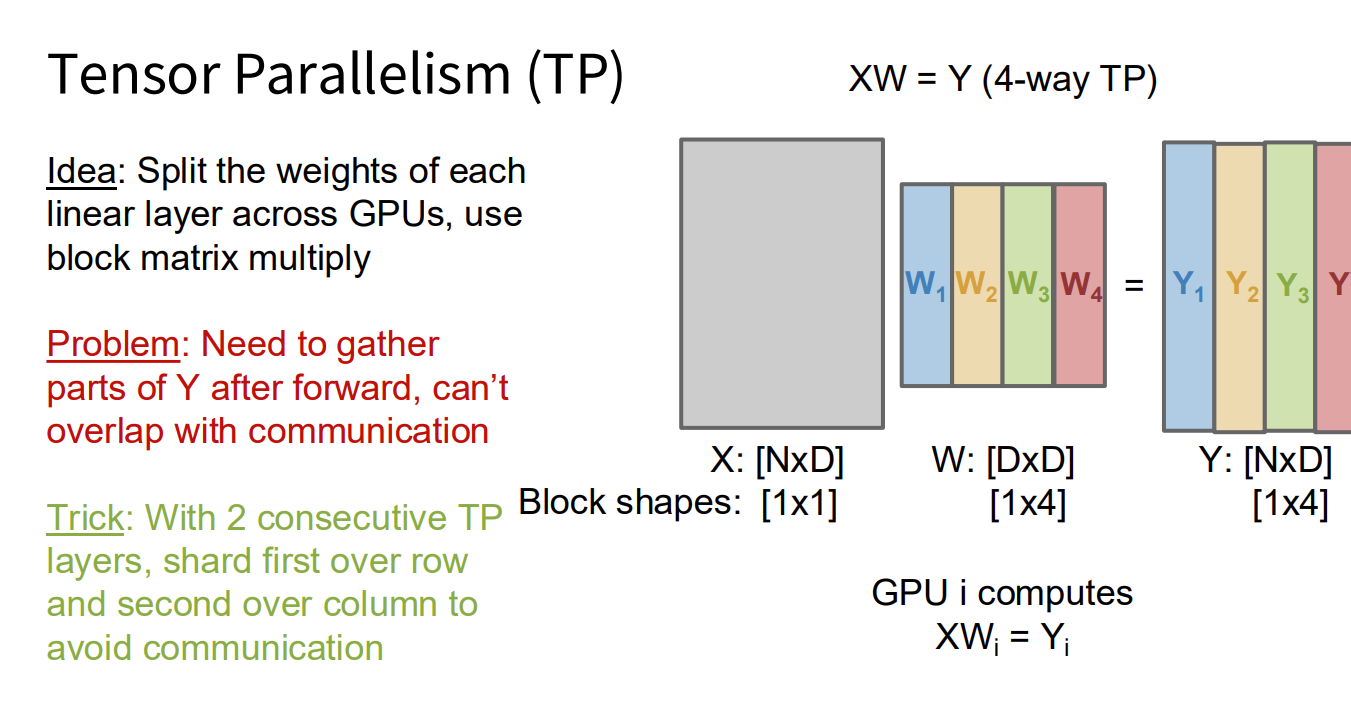 Tensor Parallelism (TP)
Idea: Split the weights of each
linear layer across GPUs, use
block matrix multiply
Problem: Need to gather
parts of Y after forward, can’t
overlap with communication
Trick: With 2 consecutive TP
layers, shard first over row
and second over column to
avoid communication
XW = Y (4-way TP)
W₁ W₂ W₃ W₄ = Y₁ Y₂ Y₃ Y
X: [NxD] W: [DxD] Y: [NxD]
Block shapes: [1x1] [1x4] [1x4]
GPU i computes
XWᵢ = Yᵢ